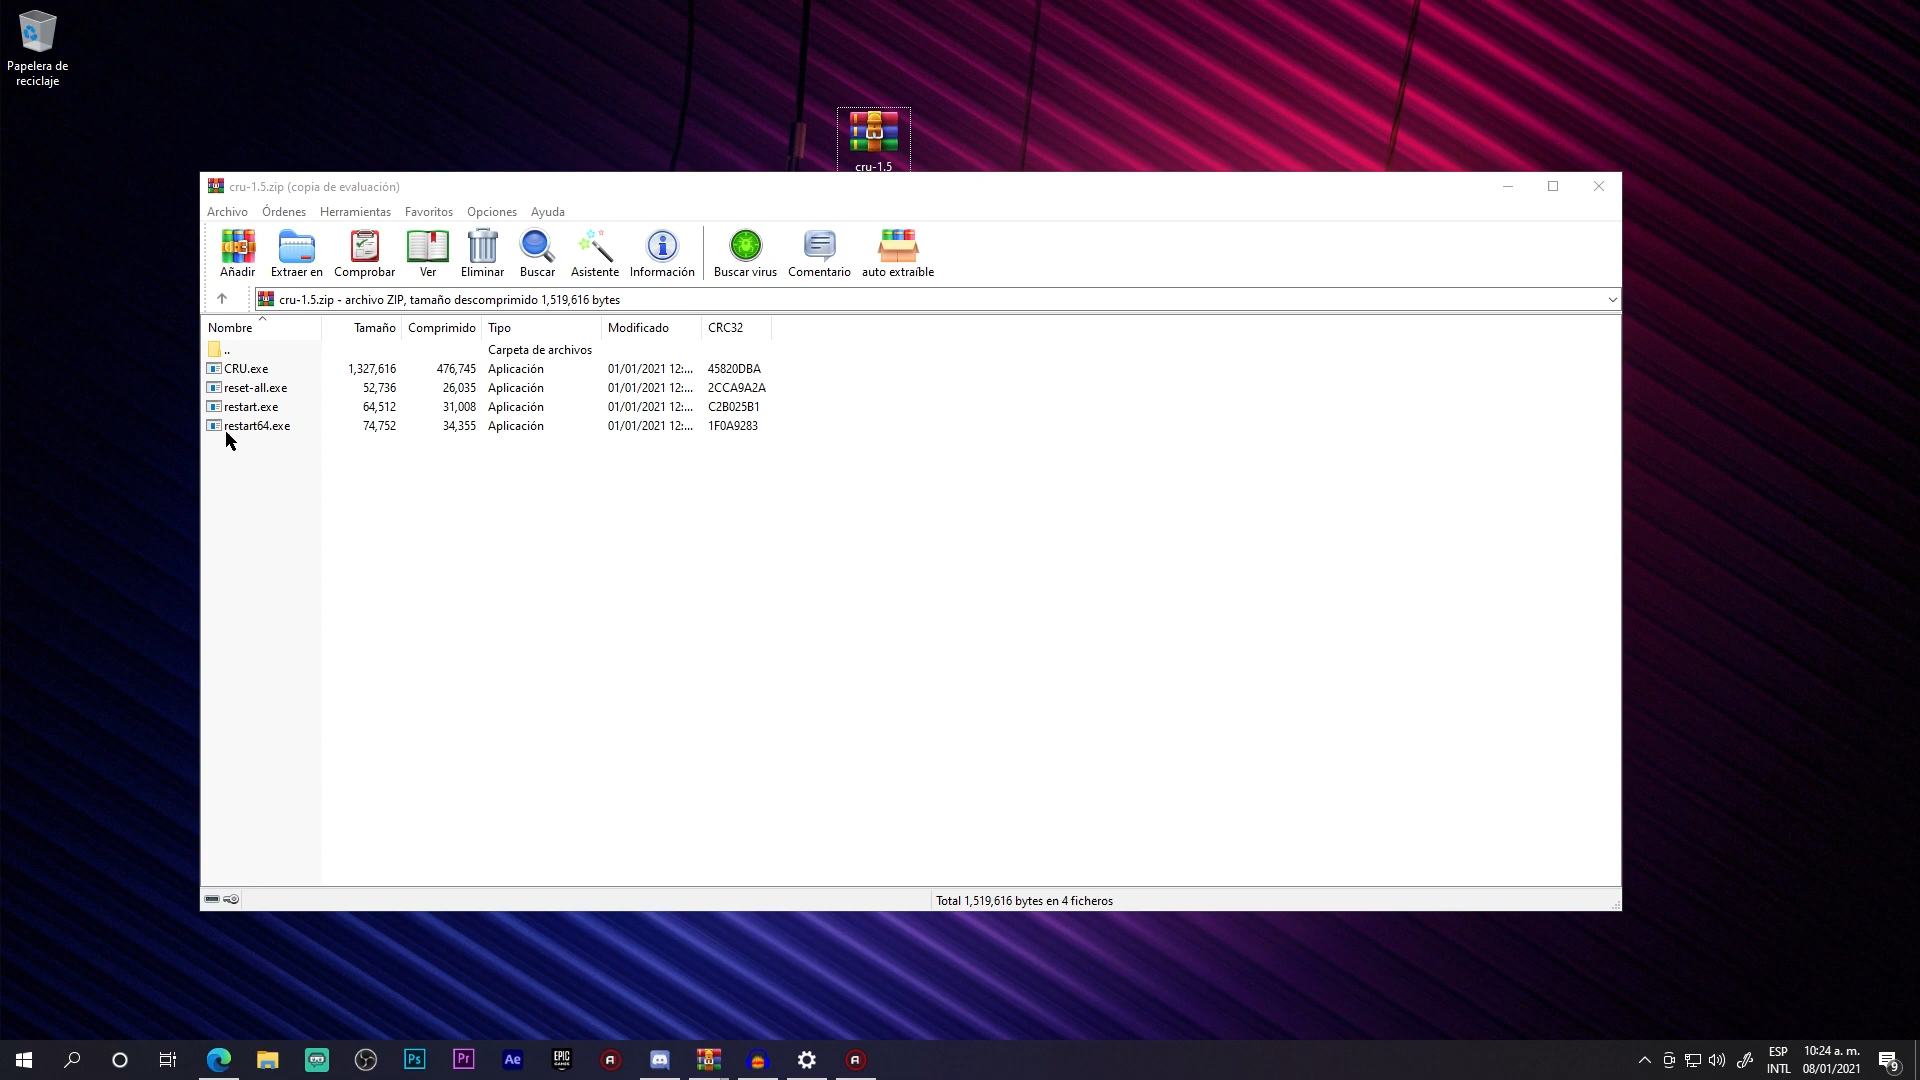 Papelera de
reciclaje
cru-1.5
cru-1.5.zip (copia de evaluación)
Archivo Órdenes Herramientas Favoritos Opciones Ayuda
Añadir Extraer en Comprobar Ver Eliminar Buscar Asistente Información Buscar virus Comentario auto extraíble
cru-1.5.zip - archivo ZIP, tamaño descomprimido 1,519,616 bytes
Nombre Tamaño Comprimido Tipo Modificado CRC32
.. Carpeta de archivos
CRU.exe 1,327,616 476,745 Aplicación 01/01/2021 12:... 45820DBA
reset-all.exe 52,736 26,035 Aplicación 01/01/2021 12:... 2CCA9A2A
restart.exe 64,512 31,008 Aplicación 01/01/2021 12:... C2B025B1
restart64.exe 74,752 34,355 Aplicación 01/01/2021 12:... 1F0A9283
Total 1,519,616 bytes en 4 ficheros
Ps Pr Ae EPIC GAMES
ESP 10:24 a. m.
INTL 08/01/2021 9